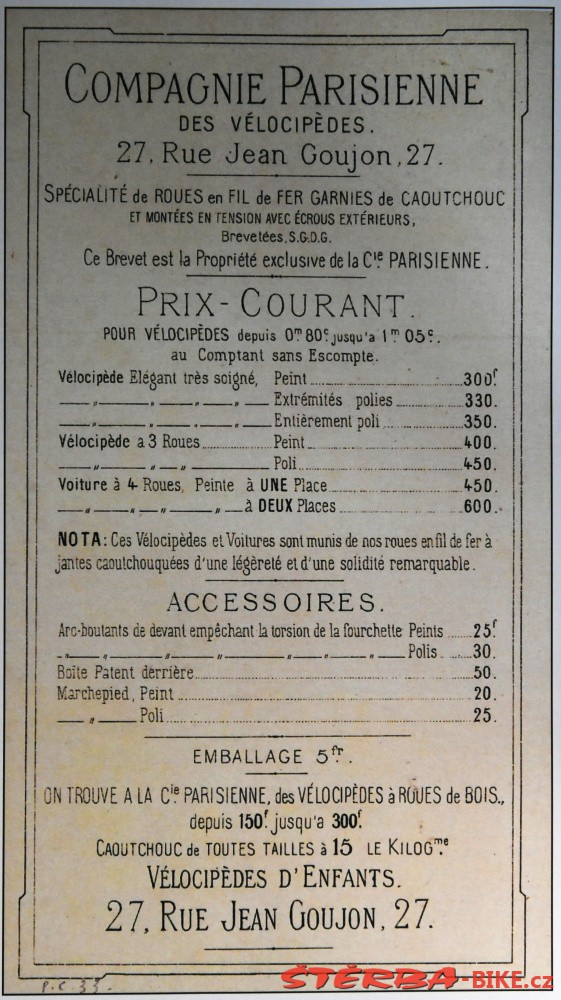 COMPAGNIE PARISIENNE
DES VÉLOCIPÈDES.
27, Rue Jean Goujon, 27.
SPÉCIALITÉ de ROUES en FIL de FER GARNIES de CAOUTCHOUC
ET MONTÉES EN TENSION AVEC ÉCROUS EXTÉRIEURS,
Brevetées, S.G.D.G.
Ce Brevet est la Propriété exclusive de la Cie PARISIENNE.
PRIX-COURANT.
POUR VÉLOCIPÈDES depuis 0m 80c jusqu'a 1m 05c.
au Comptant sans Escompte.
Vélocipède Elégant très soigné, Peint 300f
—„—„—„—„— Extrémités polies 330.
—„—„—„—„— Entièrement poli 350.
Vélocipède a 3 Roues Peint 400.
—„—„—„— Poli 450.
Voiture à 4 Roues, Peinte à UNE Place 450.
—„—„—„—„— à DEUX Places 600.
NOTA: Ces Vélocipèdes et Voitures sont munis de nos roues en fil de fer à
jantes caoutchouquées d'une légèreté et d'une solidité remarquable.
ACCESSOIRES.
Arc-boutants de devant empêchant la torsion de la fourchette Peints 25f
—„—„—„—„—„—„—„— Polis 30.
Boîte Patent derrière 50.
Marchepied, Peint 20.
—„— Poli 25.
EMBALLAGE 5fr.
ON TROUVE A LA Cie PARISIENNE, des VÉLOCIPÈDES à ROUES de BOIS.,
depuis 150f jusqu'a 300f.
CAOUTCHOUC de TOUTES TAILLES à 15 LE KILOGme
VÉLOCIPÈDES D'ENFANTS.
27, RUE JEAN GOUJON, 27.
P.C. 33.
ŠTĚRBA-BIKE.cz